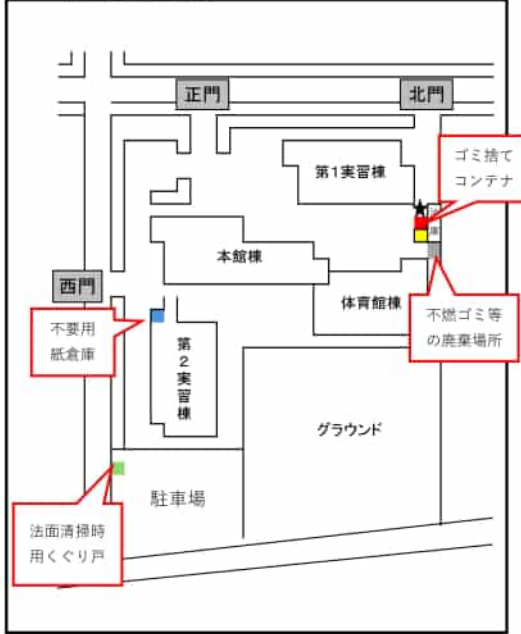 正門
北門
ゴミ捨て
コンテナ
第1実習棟
庫
本館棟
西門
体育館棟
不要用
紙倉庫
不燃ゴミ等
の廃棄場所
第2実習棟
グラウンド
駐車場
法面清掃時
用くぐり戸